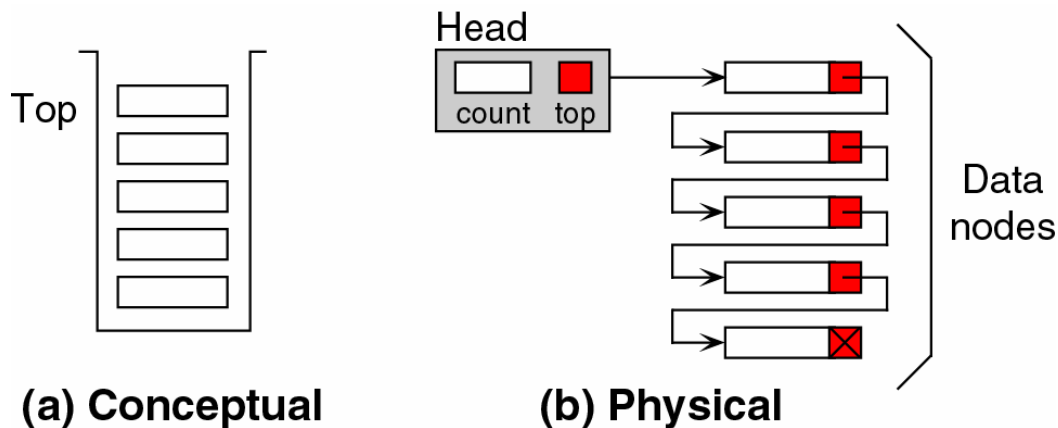 Top
(a) Conceptual
Head
count top
Data
nodes
(b) Physical